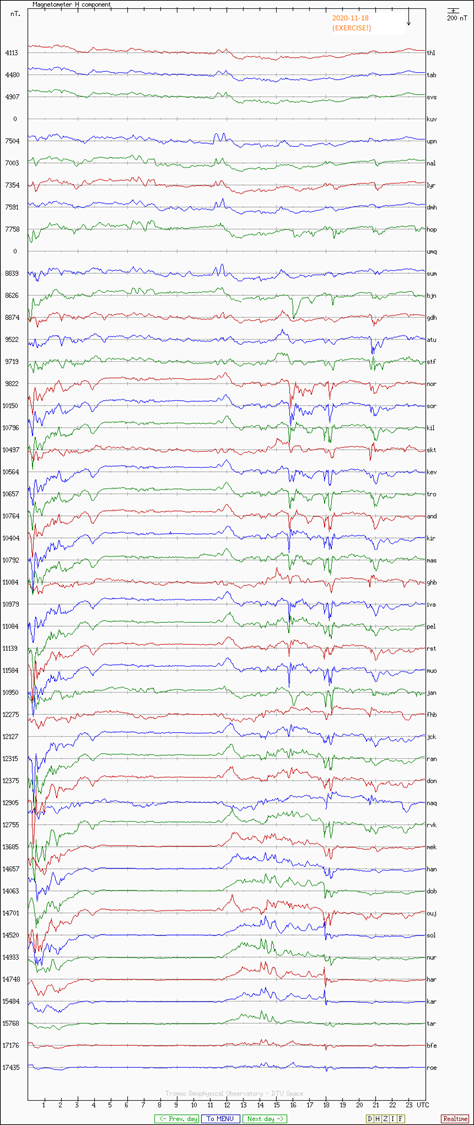 Magnetometer H component
nT.
2020-11-18
(EXERCISE!)
200 nT
4113 thl
4480 tab
4907 svs
0 kuv
7504 upn
7003 nal
7354 lyr
7591 dmh
7758 hop
0 umq
8839 sum
8626 bjn
8874 gdh
9522 atu
9719 stf
9822 nor
10150 sor
10796 kil
10497 skt
10564 kev
10657 tro
10764 and
10404 kir
10792 mas
11084 ghb
10979 iva
11084 pel
11139 rst
11584 muo
10950 jan
12275 fhb
12127 jck
12315 ran
12375 don
12905 naq
12755 rvk
13685 mek
14657 han
14063 dob
14701 ouj
14520 sol
14933 nur
14748 har
15484 kar
15768 tar
17176 bfe
17435 roe
Tromso Geophysical Observatory - DTU Space
1 2 3 4 5 6 7 8 9 10 11 12 13 14 15 16 17 18 19 20 21 22 23 UTC
<- Prev. day To MENU Next day -> D H Z I F Realtime